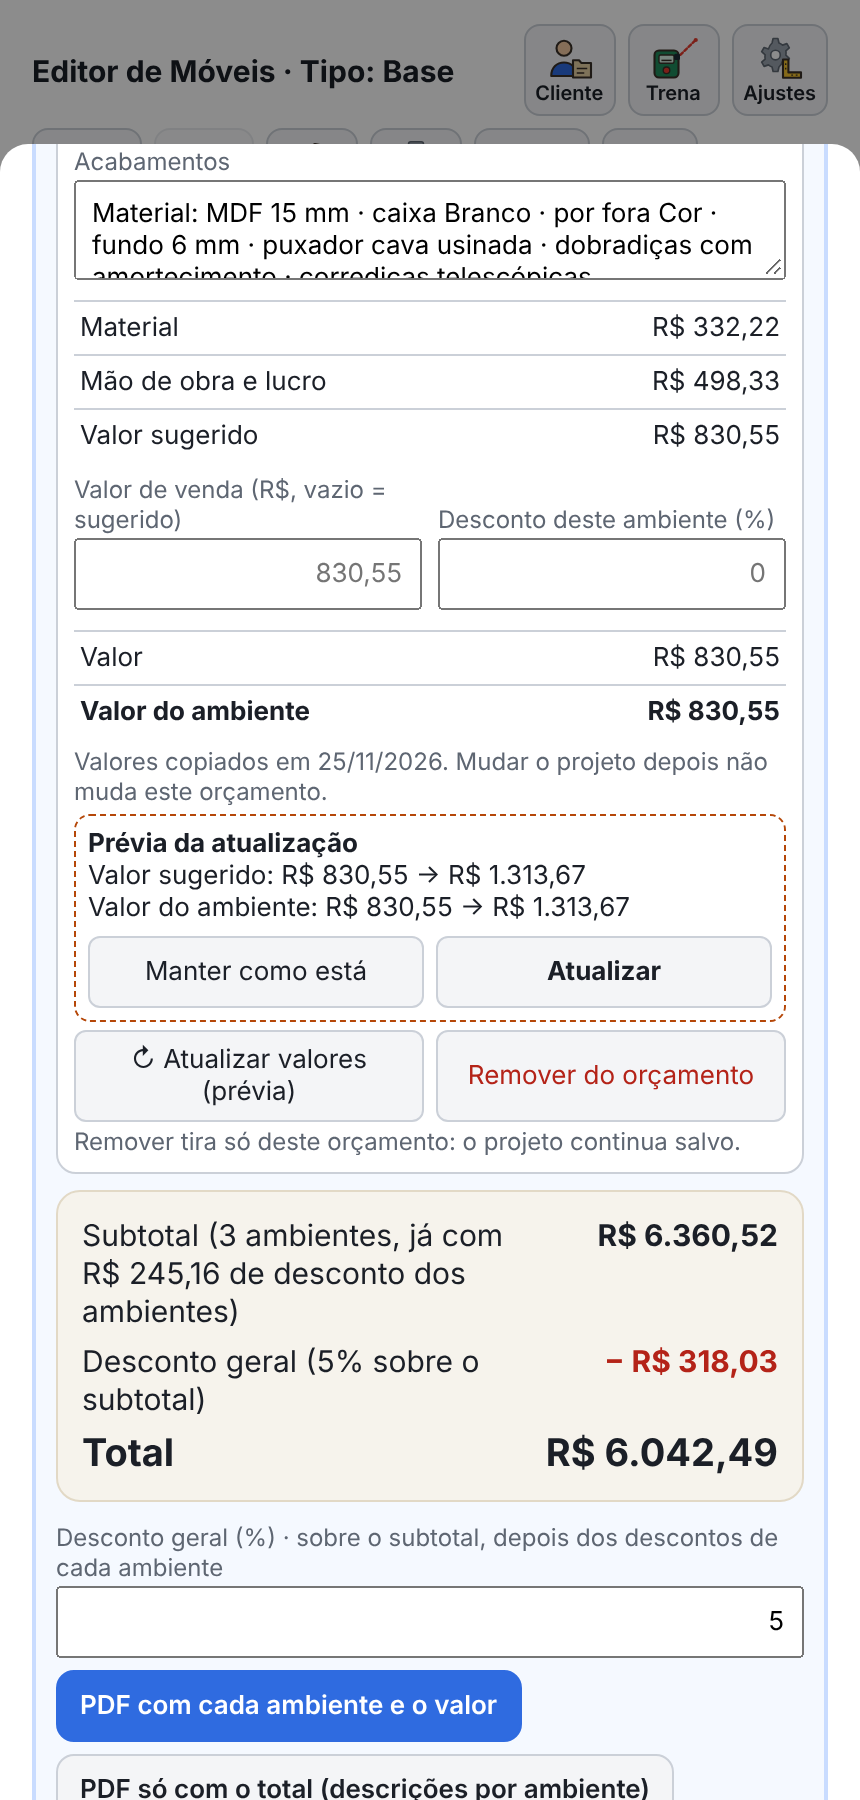 Editor de Móveis · Tipo: Base
Cliente
Trena
Ajustes
Acabamentos
Material: MDF 15 mm · caixa Branco · por fora Cor ·
fundo 6 mm · puxador cava usinada · dobradiças com
amortecimento · corrediças telescópicas
Material R$ 332,22
Mão de obra e lucro R$ 498,33
Valor sugerido R$ 830,55
Valor de venda (R$, vazio =
sugerido)
Desconto deste ambiente (%)
830,55
0
Valor R$ 830,55
Valor do ambiente R$ 830,55
Valores copiados em 25/11/2026. Mudar o projeto depois não
muda este orçamento.
Prévia da atualização
Valor sugerido: R$ 830,55 → R$ 1.313,67
Valor do ambiente: R$ 830,55 → R$ 1.313,67
Manter como está
Atualizar
↻ Atualizar valores
(prévia)
Remover do orçamento
Remover tira só deste orçamento: o projeto continua salvo.
Subtotal (3 ambientes, já com R$ 6.360,52
R$ 245,16 de desconto dos
ambientes)
Desconto geral (5% sobre o − R$ 318,03
subtotal)
Total R$ 6.042,49
Desconto geral (%) · sobre o subtotal, depois dos descontos de
cada ambiente
5
PDF com cada ambiente e o valor
PDF só com o total (descrições por ambiente)